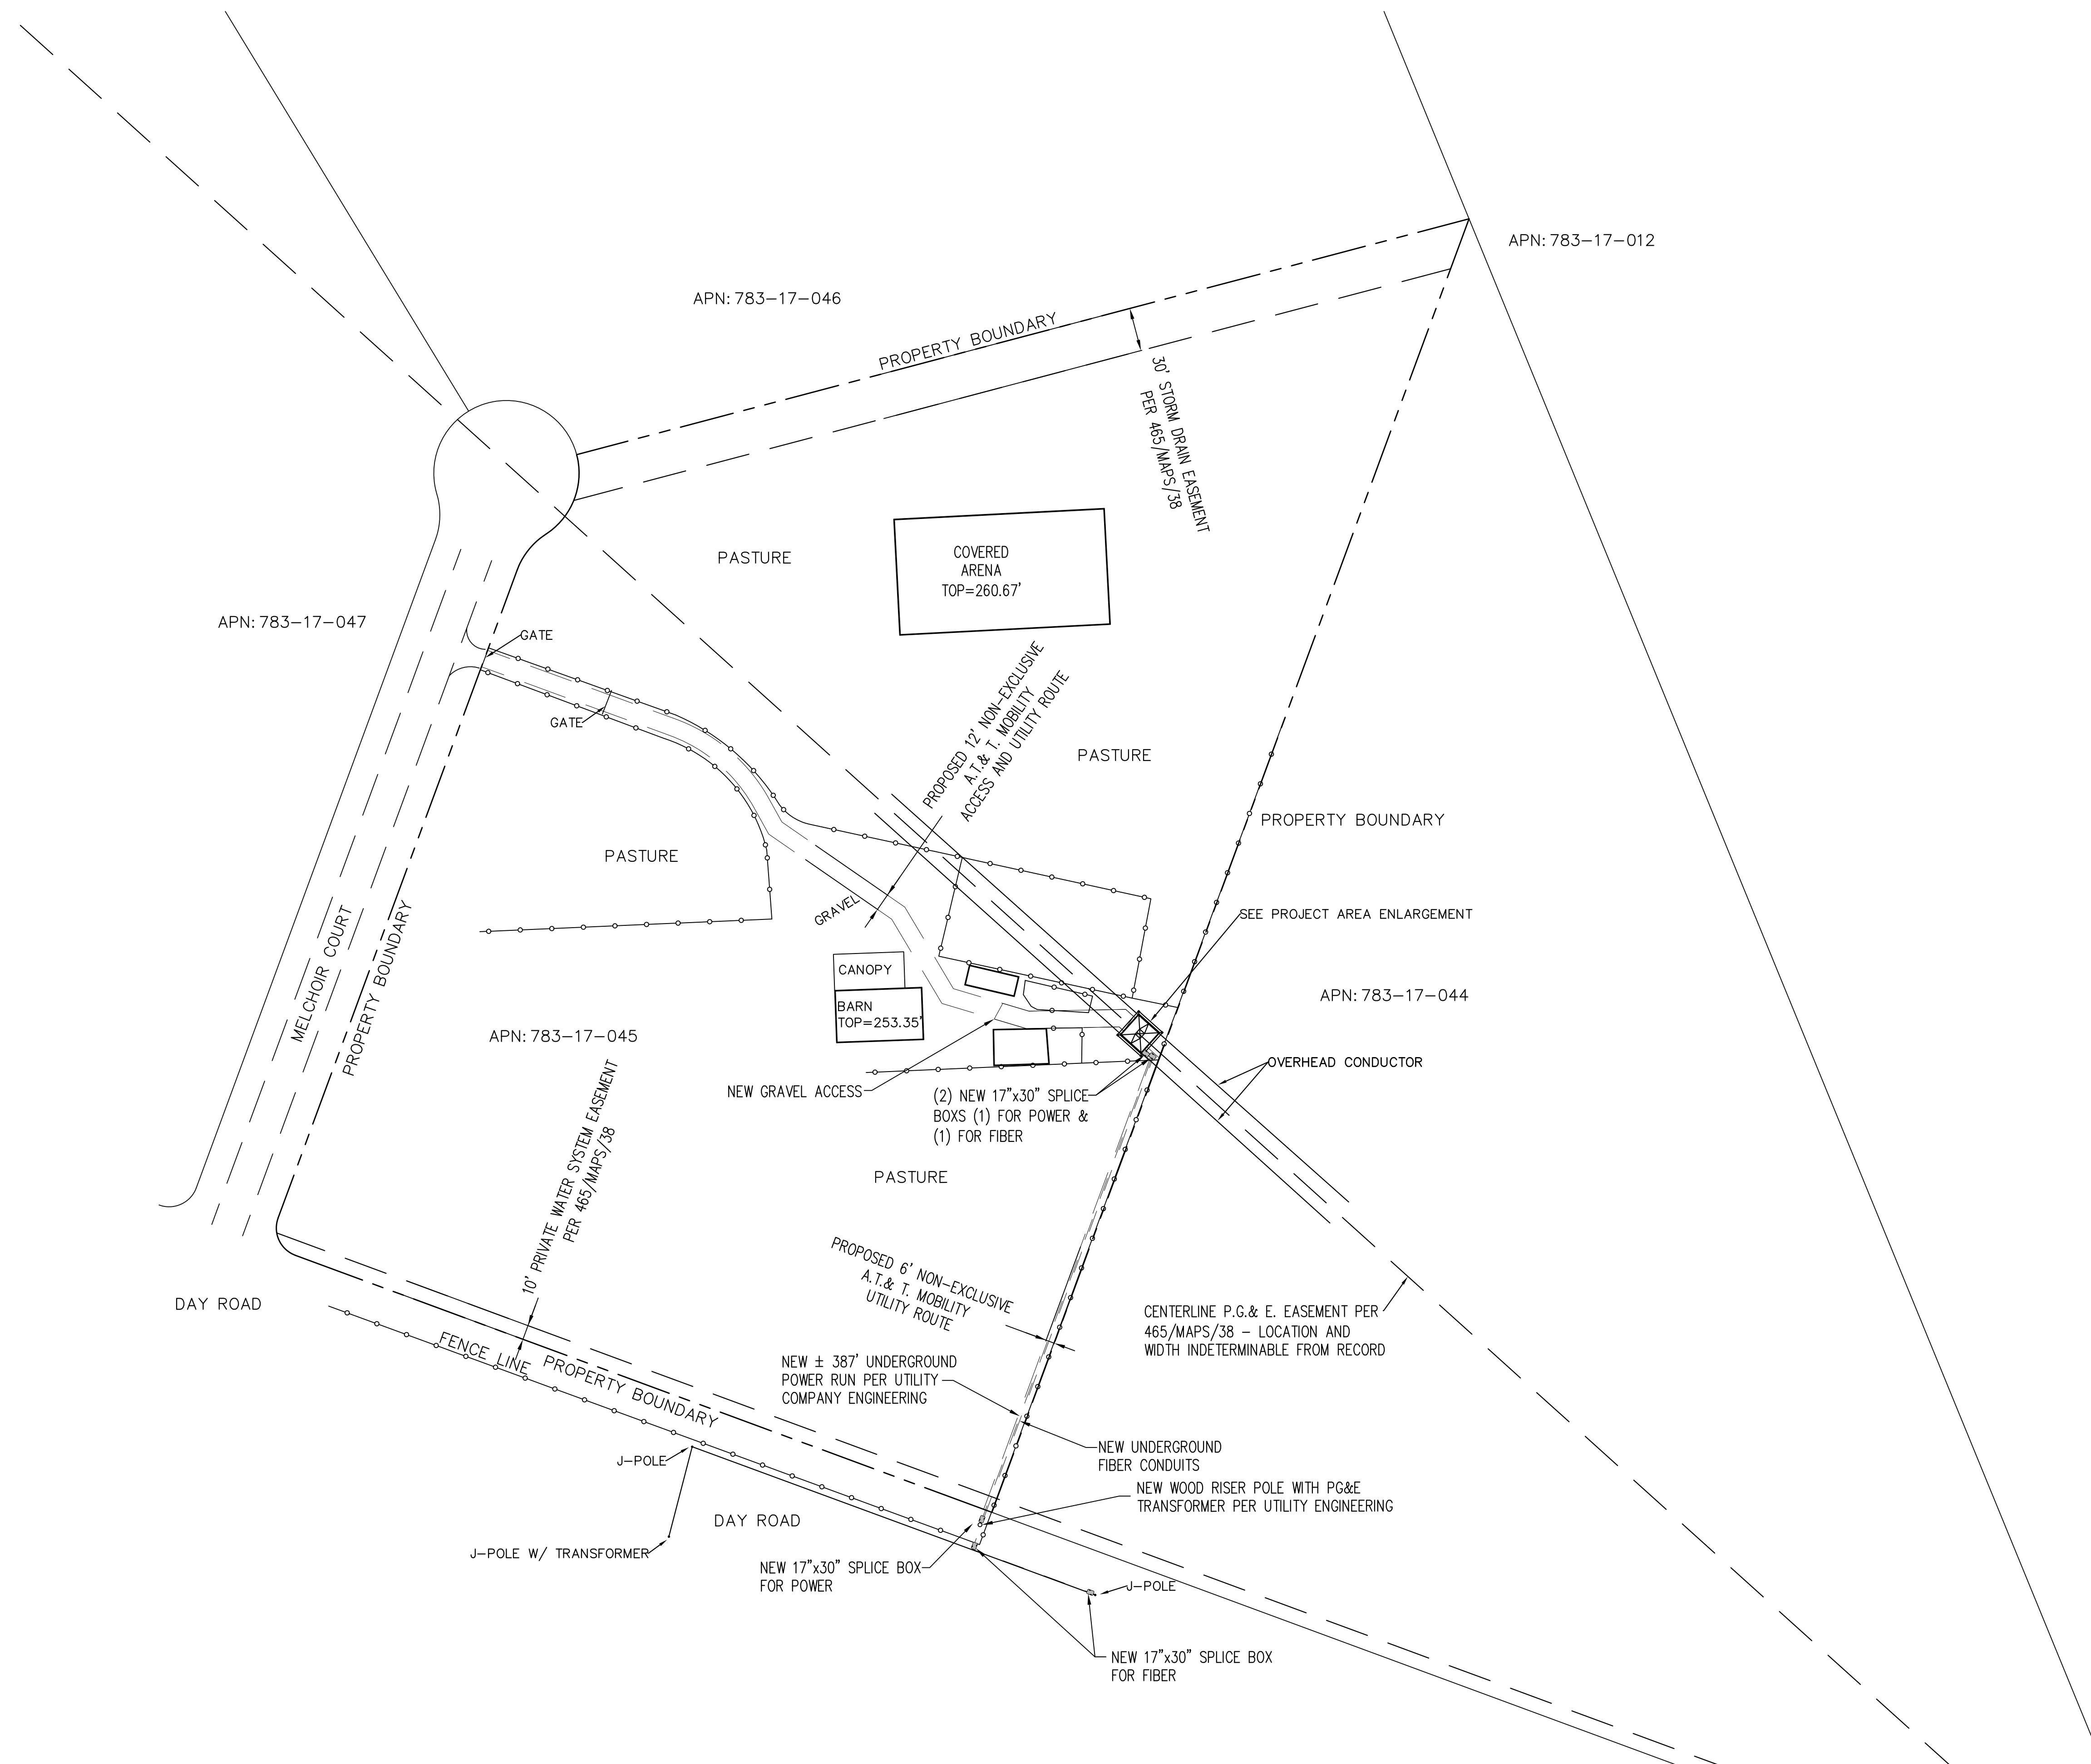 APN: 783-17-012
APN: 783-17-046
PROPERTY BOUNDARY
30' STORM DRAIN EASEMENT
PER 465/MAPS/38
COVERED
ARENA
TOP=260.67'
PASTURE
APN: 783-17-047
GATE
GATE
PROPOSED 12' NON-EXCLUSIVE
A.T.& T. MOBILITY
ACCESS AND UTILITY ROUTE
PASTURE
PROPERTY BOUNDARY
PASTURE
GRAVEL
SEE PROJECT AREA ENLARGEMENT
MELCHOIR COURT
PROPERTY BOUNDARY
CANOPY
BARN
TOP=253.35'
APN: 783-17-044
APN: 783-17-045
OVERHEAD CONDUCTOR
NEW GRAVEL ACCESS
(2) NEW 17"x30" SPLICE
BOXS (1) FOR POWER &
(1) FOR FIBER
10' PRIVATE WATER SYSTEM EASEMENT
PER 465/MAPS/38
PASTURE
PROPOSED 6' NON-EXCLUSIVE
A.T.& T. MOBILITY
UTILITY ROUTE
DAY ROAD
CENTERLINE P.G.& E. EASEMENT PER
465/MAPS/38 - LOCATION AND
WIDTH INDETERMINABLE FROM RECORD
FENCE LINE
PROPERTY BOUNDARY
NEW ± 387' UNDERGROUND
POWER RUN PER UTILITY
COMPANY ENGINEERING
NEW UNDERGROUND
FIBER CONDUITS
J-POLE
NEW WOOD RISER POLE WITH PG&E
TRANSFORMER PER UTILITY ENGINEERING
DAY ROAD
J-POLE W/ TRANSFORMER
NEW 17"x30" SPLICE BOX
FOR POWER
J-POLE
NEW 17"x30" SPLICE BOX
FOR FIBER